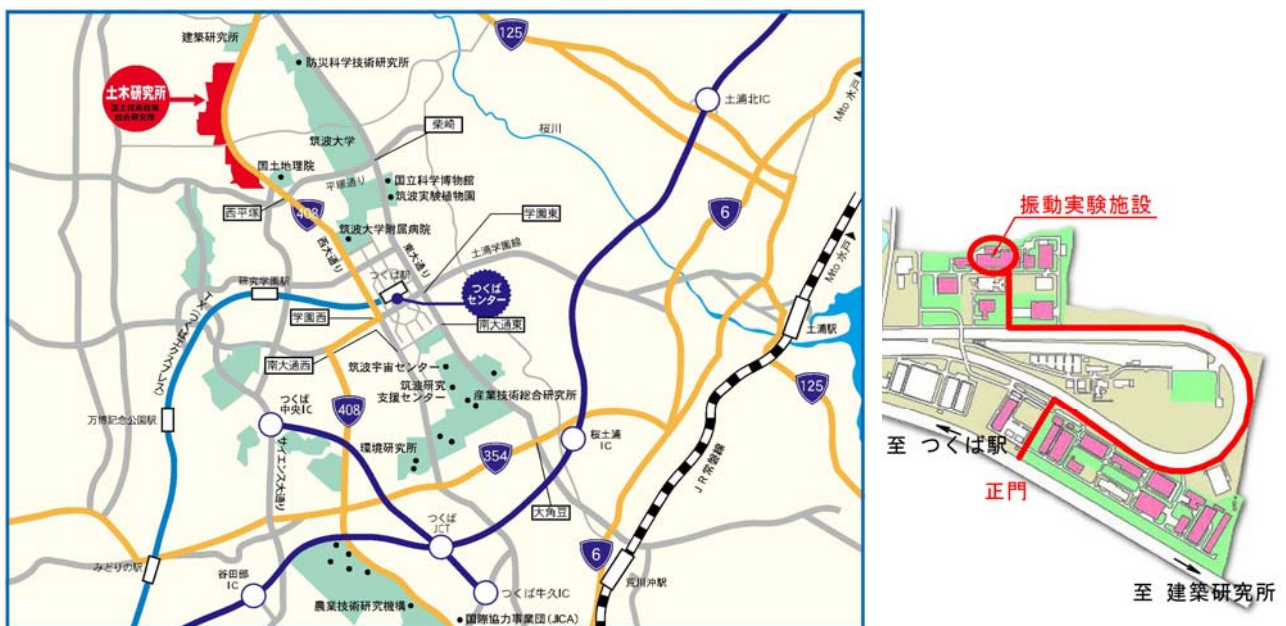 建築研究所
防災科学技術研究所
125
土木研究所
国土技術政策
総合研究所
土浦北IC
Mito 水戸
桜川
柴崎
筑波大学
国土地理院
平塚通り
国立科学博物館
筑波実験植物園
6
西平塚
408
学園東
筑波大学附属病院
西大通り
東大通り
土浦学園線
Mito 水戸
つくば駅
研究学園駅
つくば
センター
学園西
南大通東
土浦駅
南大通西
筑波宇宙センター
筑波研究
支援センター
産業技術総合研究所
125
万博記念公園駅
つくば
中央IC
408
桜土浦
IC
環境研究所
354
サイエンス大通り
JR常磐線
大角豆
つくば
JCT
6
みどりの駅
谷田部
IC
荒川沖駅
つくば牛久IC
農業技術研究機構
国際協力事業団(JICA)
振動実験施設
至 つくば駅
正門
至 建築研究所